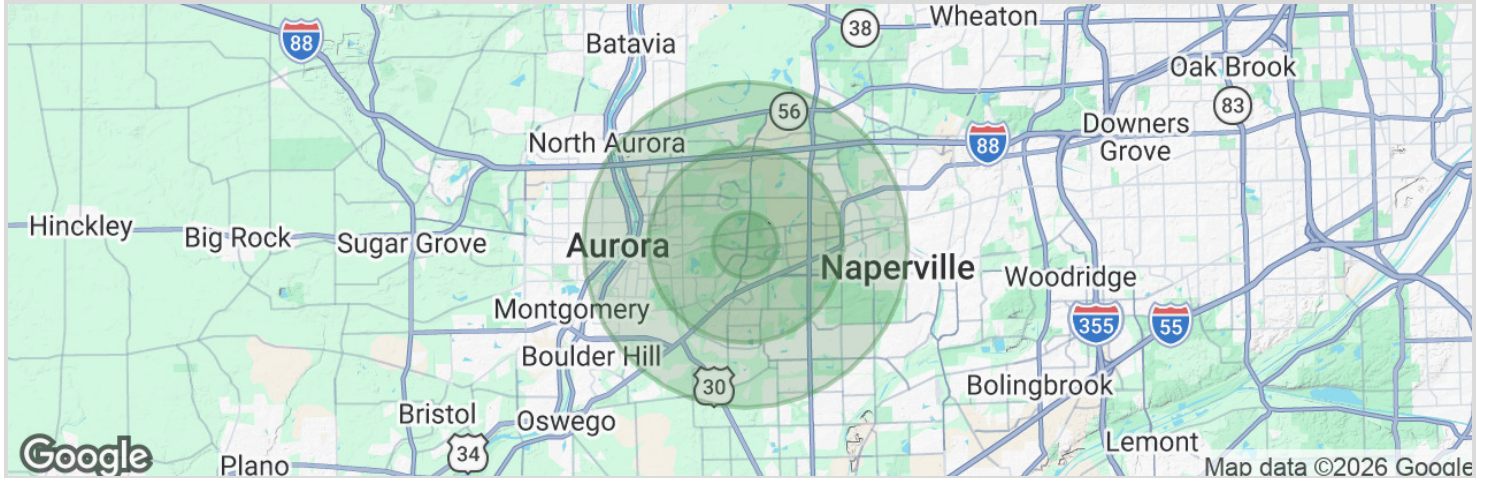 Wheaton
38
88
Batavia
Oak Brook
56
83
Downers
Grove
North Aurora
88
Hinckley
Big Rock
Sugar Grove
Aurora
Naperville
Woodridge
Montgomery
355
55
Boulder Hill
30
Bolingbrook
Bristol
Oswego
34
Lemont
Plano
Google
Map data ©2026 Google